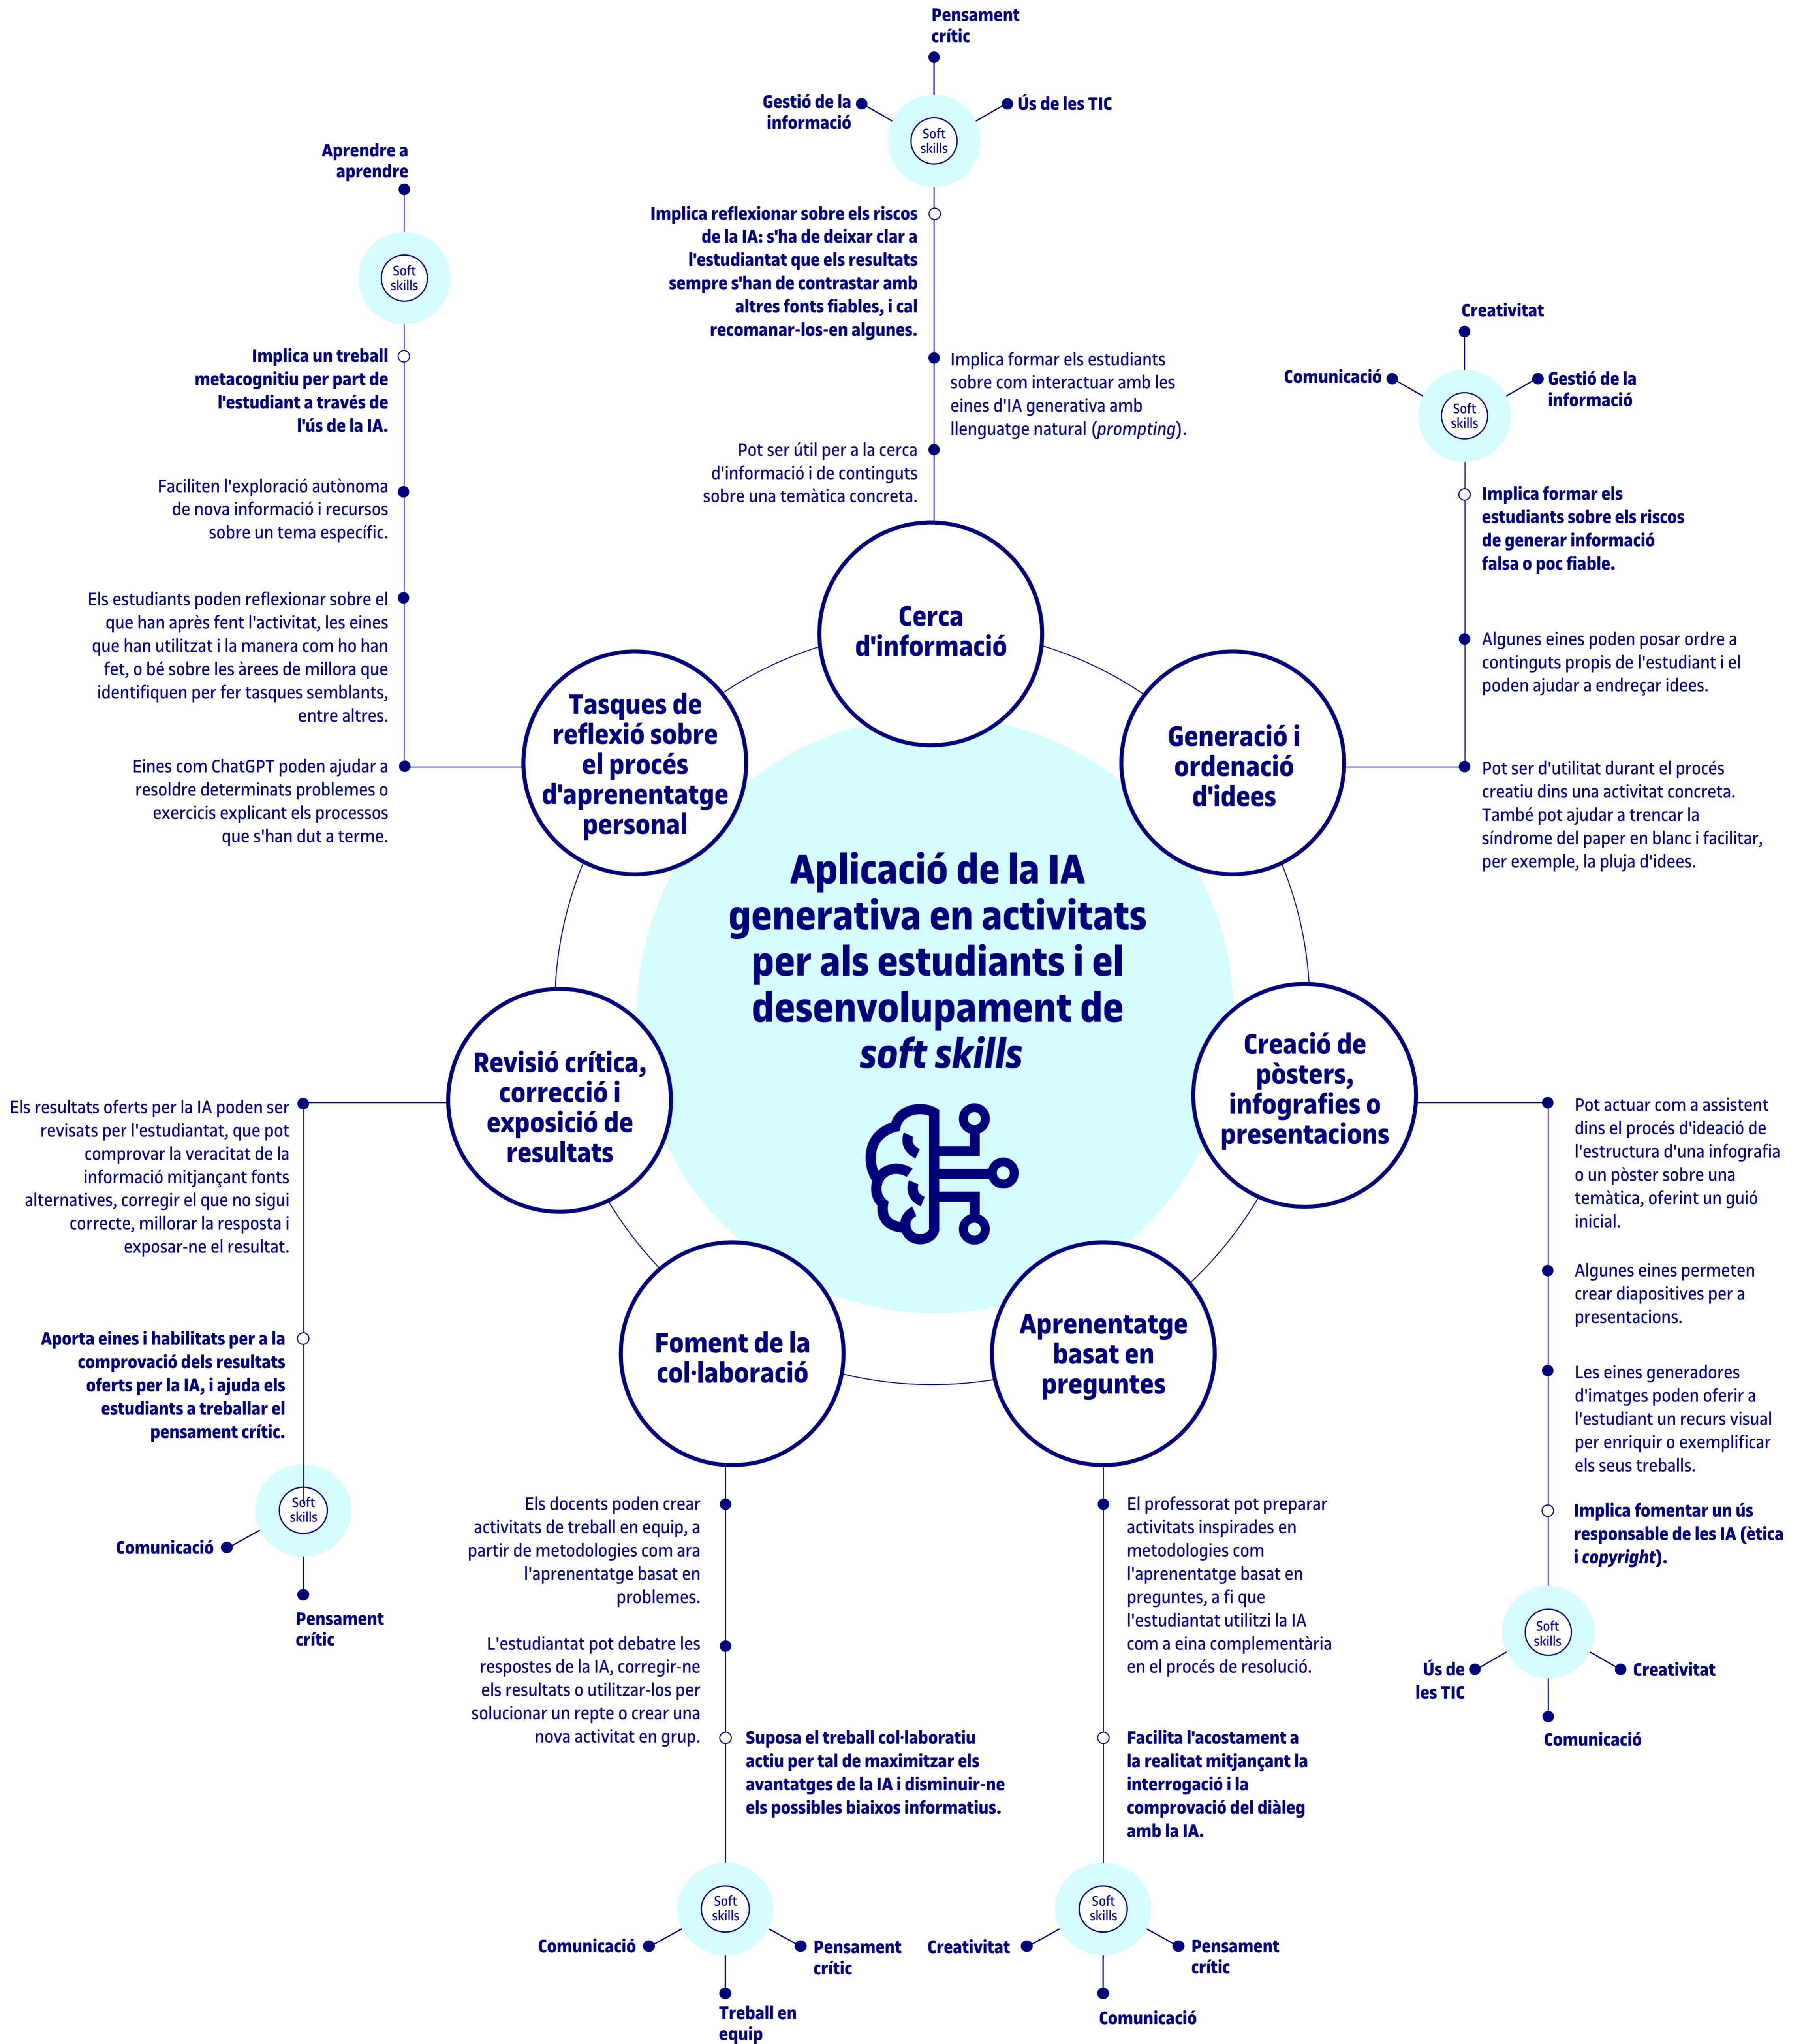 Aplicació de la IA
generativa en activitats
per als estudiants i el
desenvolupament de
soft skills
Cerca
d'informació
Pot ser útil per a la cerca
d'informació i de continguts
sobre una temàtica concreta.
Implica formar els estudiants
sobre com interactuar amb les
eines d'IA generativa amb
llenguatge natural (prompting).
Implica reflexionar sobre els riscos
de la IA: s'ha de deixar clar a
l'estudiantat que els resultats
sempre s'han de contrastar amb
altres fonts fiables, i cal
recomanar-los-en algunes.
Soft
skills
Gestió de la
informació
Pensament
crític
Ús de les TIC
Generació i
ordenació
d'idees
Pot ser d'utilitat durant el procés
creatiu dins una activitat concreta.
També pot ajudar a trencar la
síndrome del paper en blanc i facilitar,
per exemple, la pluja d'idees.
Algunes eines poden posar ordre a
continguts propis de l'estudiant i el
poden ajudar a endreçar idees.
Implica formar els
estudiants sobre els riscos
de generar informació
falsa o poc fiable.
Soft
skills
Comunicació
Creativitat
Gestió de la
informació
Creació de
pòsters,
infografies o
presentacions
Pot actuar com a assistent
dins el procés d'ideació de
l'estructura d'una infografia
o un pòster sobre una
temàtica, oferint un guió
inicial.
Algunes eines permeten
crear diapositives per a
presentacions.
Les eines generadores
d'imatges poden oferir a
l'estudiant un recurs visual
per enriquir o exemplificar
els seus treballs.
Implica fomentar un ús
responsable de les IA (ètica
i copyright).
Soft
skills
Ús de
les TIC
Creativitat
Comunicació
Aprenentatge
basat en
preguntes
El professorat pot preparar
activitats inspirades en
metodologies com
l'aprenentatge basat en
preguntes, a fi que
l'estudiantat utilitzi la IA
com a eina complementària
en el procés de resolució.
Facilita l'acostament a
la realitat mitjançant la
interrogació i la
comprovació del diàleg
amb la IA.
Soft
skills
Creativitat
Pensament
crític
Comunicació
Foment de la
col·laboració
Els docents poden crear
activitats de treball en equip, a
partir de metodologies com ara
l'aprenentatge basat en
problemes.
L'estudiantat pot debatre les
respostes de la IA, corregir-ne
els resultats o utilitzar-los per
solucionar un repte o crear una
nova activitat en grup.
Suposa el treball col·laboratiu
actiu per tal de maximitzar els
avantatges de la IA i disminuir-ne
els possibles biaixos informatius.
Soft
skills
Comunicació
Pensament
crític
Treball en
equip
Revisió crítica,
correcció i
exposició de
resultats
Els resultats oferts per la IA poden ser
revisats per l'estudiantat, que pot
comprovar la veracitat de la
informació mitjançant fonts
alternatives, corregir el que no sigui
correcte, millorar la resposta i
exposar-ne el resultat.
Aporta eines i habilitats per a la
comprovació dels resultats
oferts per la IA, i ajuda els
estudiants a treballar el
pensament crític.
Soft
skills
Comunicació
Pensament
crític
Tasques de
reflexió sobre
el procés
d'aprenentatge
personal
Eines com ChatGPT poden ajudar a
resoldre determinats problemes o
exercicis explicant els processos
que s'han dut a terme.
Els estudiants poden reflexionar sobre el
que han après fent l'activitat, les eines
que han utilitzat i la manera com ho han
fet, o bé sobre les àrees de millora que
identifiquen per fer tasques semblants,
entre altres.
Faciliten l'exploració autònoma
de nova informació i recursos
sobre un tema específic.
Implica un treball
metacognitiu per part de
l'estudiant a través de
l'ús de la IA.
Soft
skills
Aprendre a
aprendre